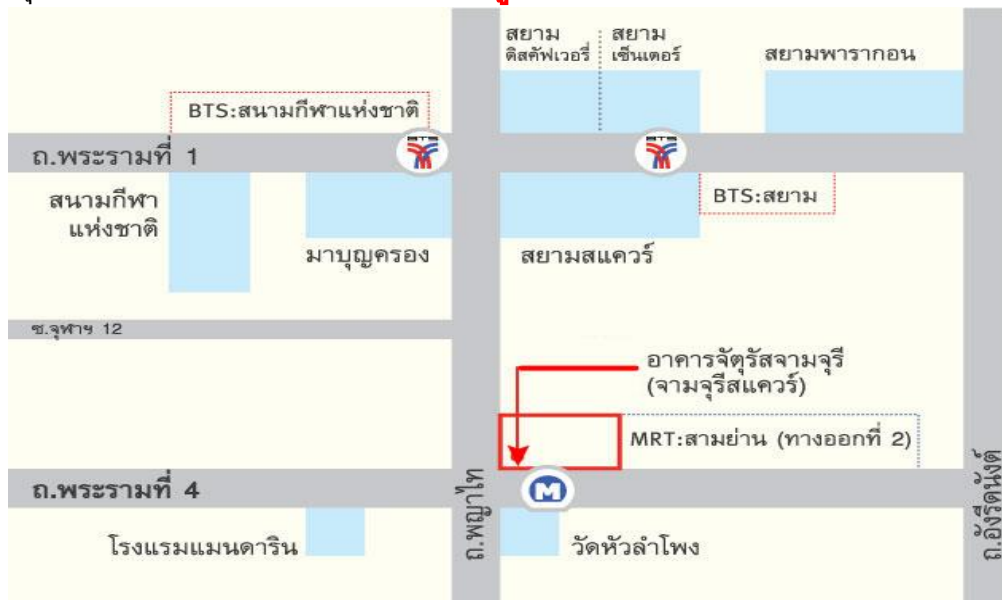 สยาม
ดิสคัฟเวอรี่
สยาม
เซ็นเตอร์
สยามพารากอน
BTS:สนามกีฬาแห่งชาติ
ถ.พระรามที่ 1
สนามกีฬา
แห่งชาติ
มาบุญครอง
สยามสแควร์
BTS:สยาม
ซ.จุฬาฯ 12
อาคารจัตุรัสจามจุรี
(จามจุรีสแควร์)
MRT:สามย่าน (ทางออกที่ 2)
ถ.พระรามที่ 4
M
ถ.พญาไท
ถ.อังรีดูนังต์
โรงแรมแมนดาริน
วัดหัวลำโพง